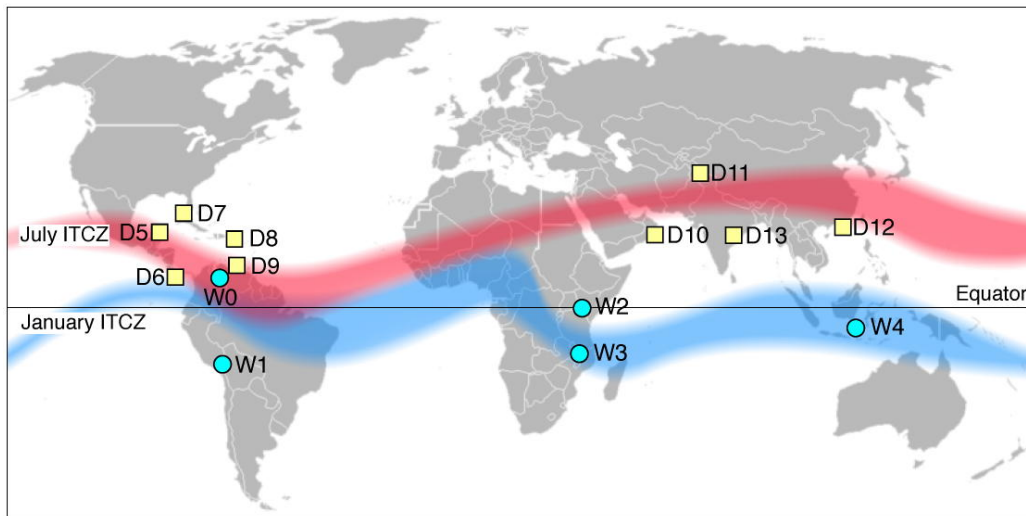 D11
D7
D5
July ITCZ
D8
D12
D10
D13
D9
D6
W0
Equator
W2
January ITCZ
W4
W3
W1